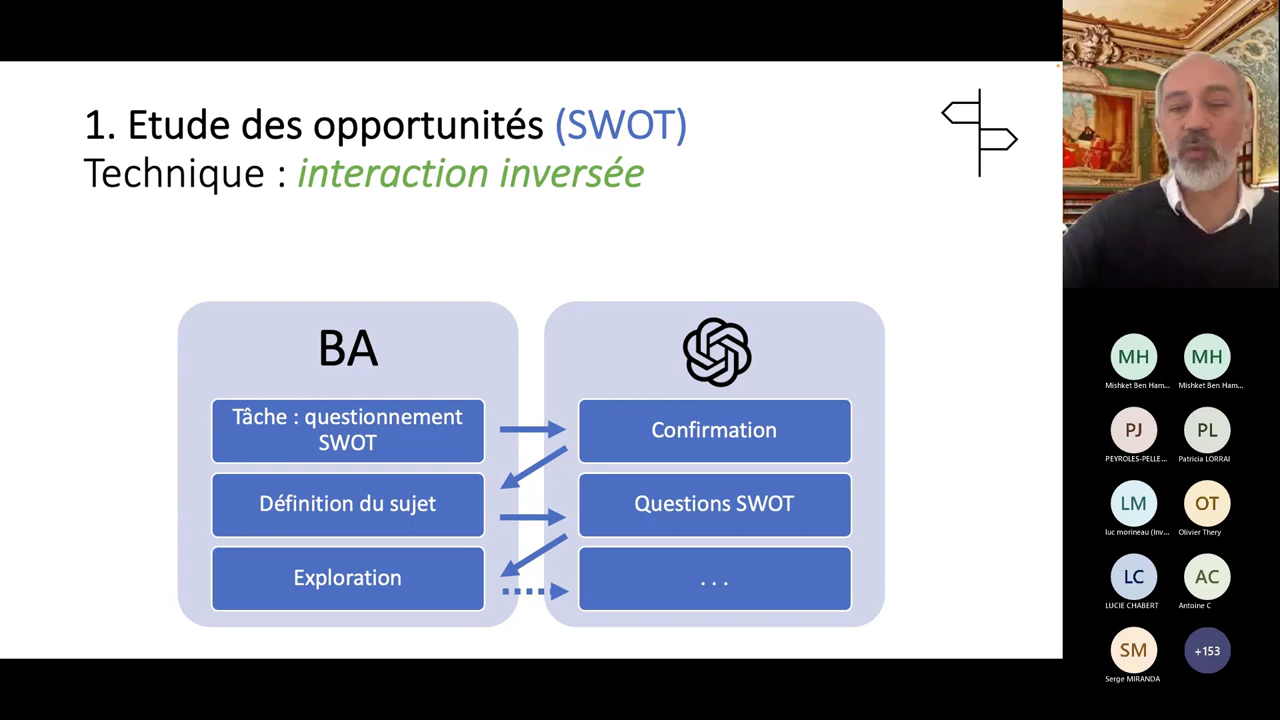 1. Etude des opportunités (SWOT)
Technique : interaction inversée
BA
Tâche : questionnement
SWOT
Confirmation
Définition du sujet
Questions SWOT
Exploration
. . .
MH
MH
Mishket Ben Ham...
Mishket Ben Ham...
PJ
PL
PEYROLES-PELLE...
Patricia LORRAI
LM
OT
luc morineau (Inv...
Olivier Thery
LC
AC
LUCIE CHABERT
Antoine C
SM
+153
Serge MIRANDA